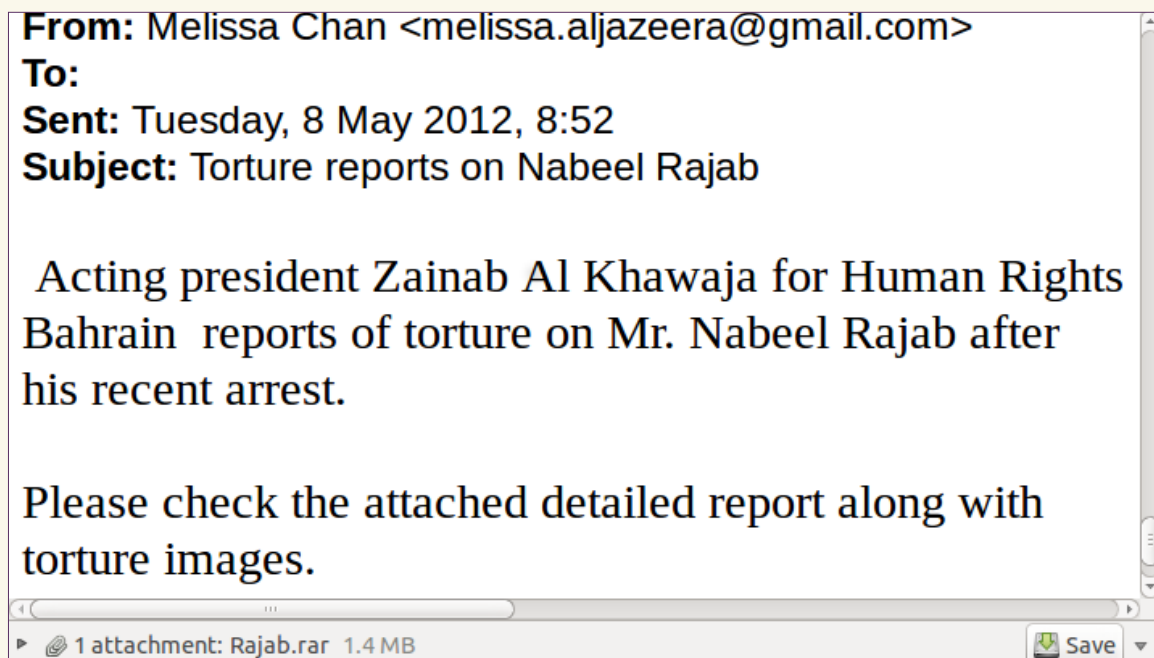 From: Melissa Chan <melissa.aljazeera@gmail.com>
To:
Sent: Tuesday, 8 May 2012, 8:52
Subject: Torture reports on Nabeel Rajab
Acting president Zainab Al Khawaja for Human Rights
Bahrain  reports of torture on Mr. Nabeel Rajab after
his recent arrest.
Please check the attached detailed report along with
torture images.
1 attachment: Rajab.rar 1.4 MB
Save